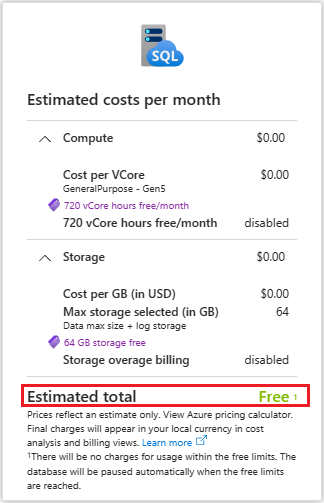 SQL
Estimated costs per month
Compute $0.00
Cost per VCore $0.00
GeneralPurpose - Gen5
720 vCore hours free/month
720 vCore hours free/month disabled
Storage $0.00
Cost per GB (in USD) $0.00
Max storage selected (in GB) 64
Data max size + log storage
64 GB storage free
Storage overage billing disabled
Estimated total Free 1
Prices reflect an estimate only. View Azure pricing calculator.
Final charges will appear in your local currency in cost
analysis and billing views. Learn more
1There will be no charges for usage within the free limits. The
database will be paused automatically when the free limits
are reached.